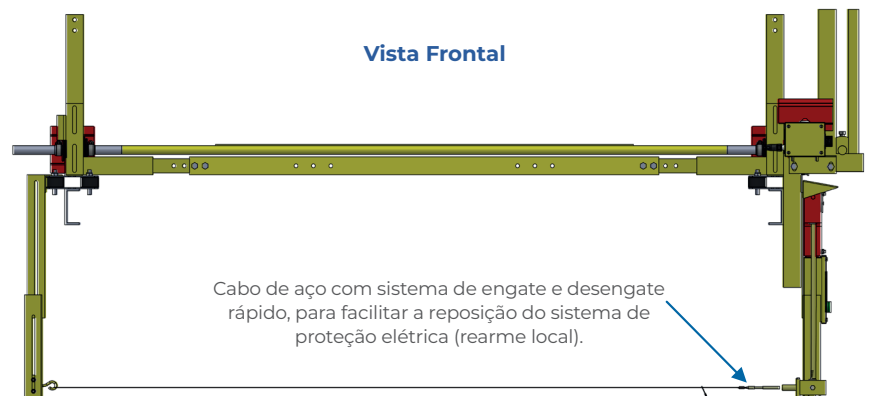 Vista Frontal
Cabo de aço com sistema de engate e desengate
rápido, para facilitar a reposição do sistema de
proteção elétrica (rearme local).